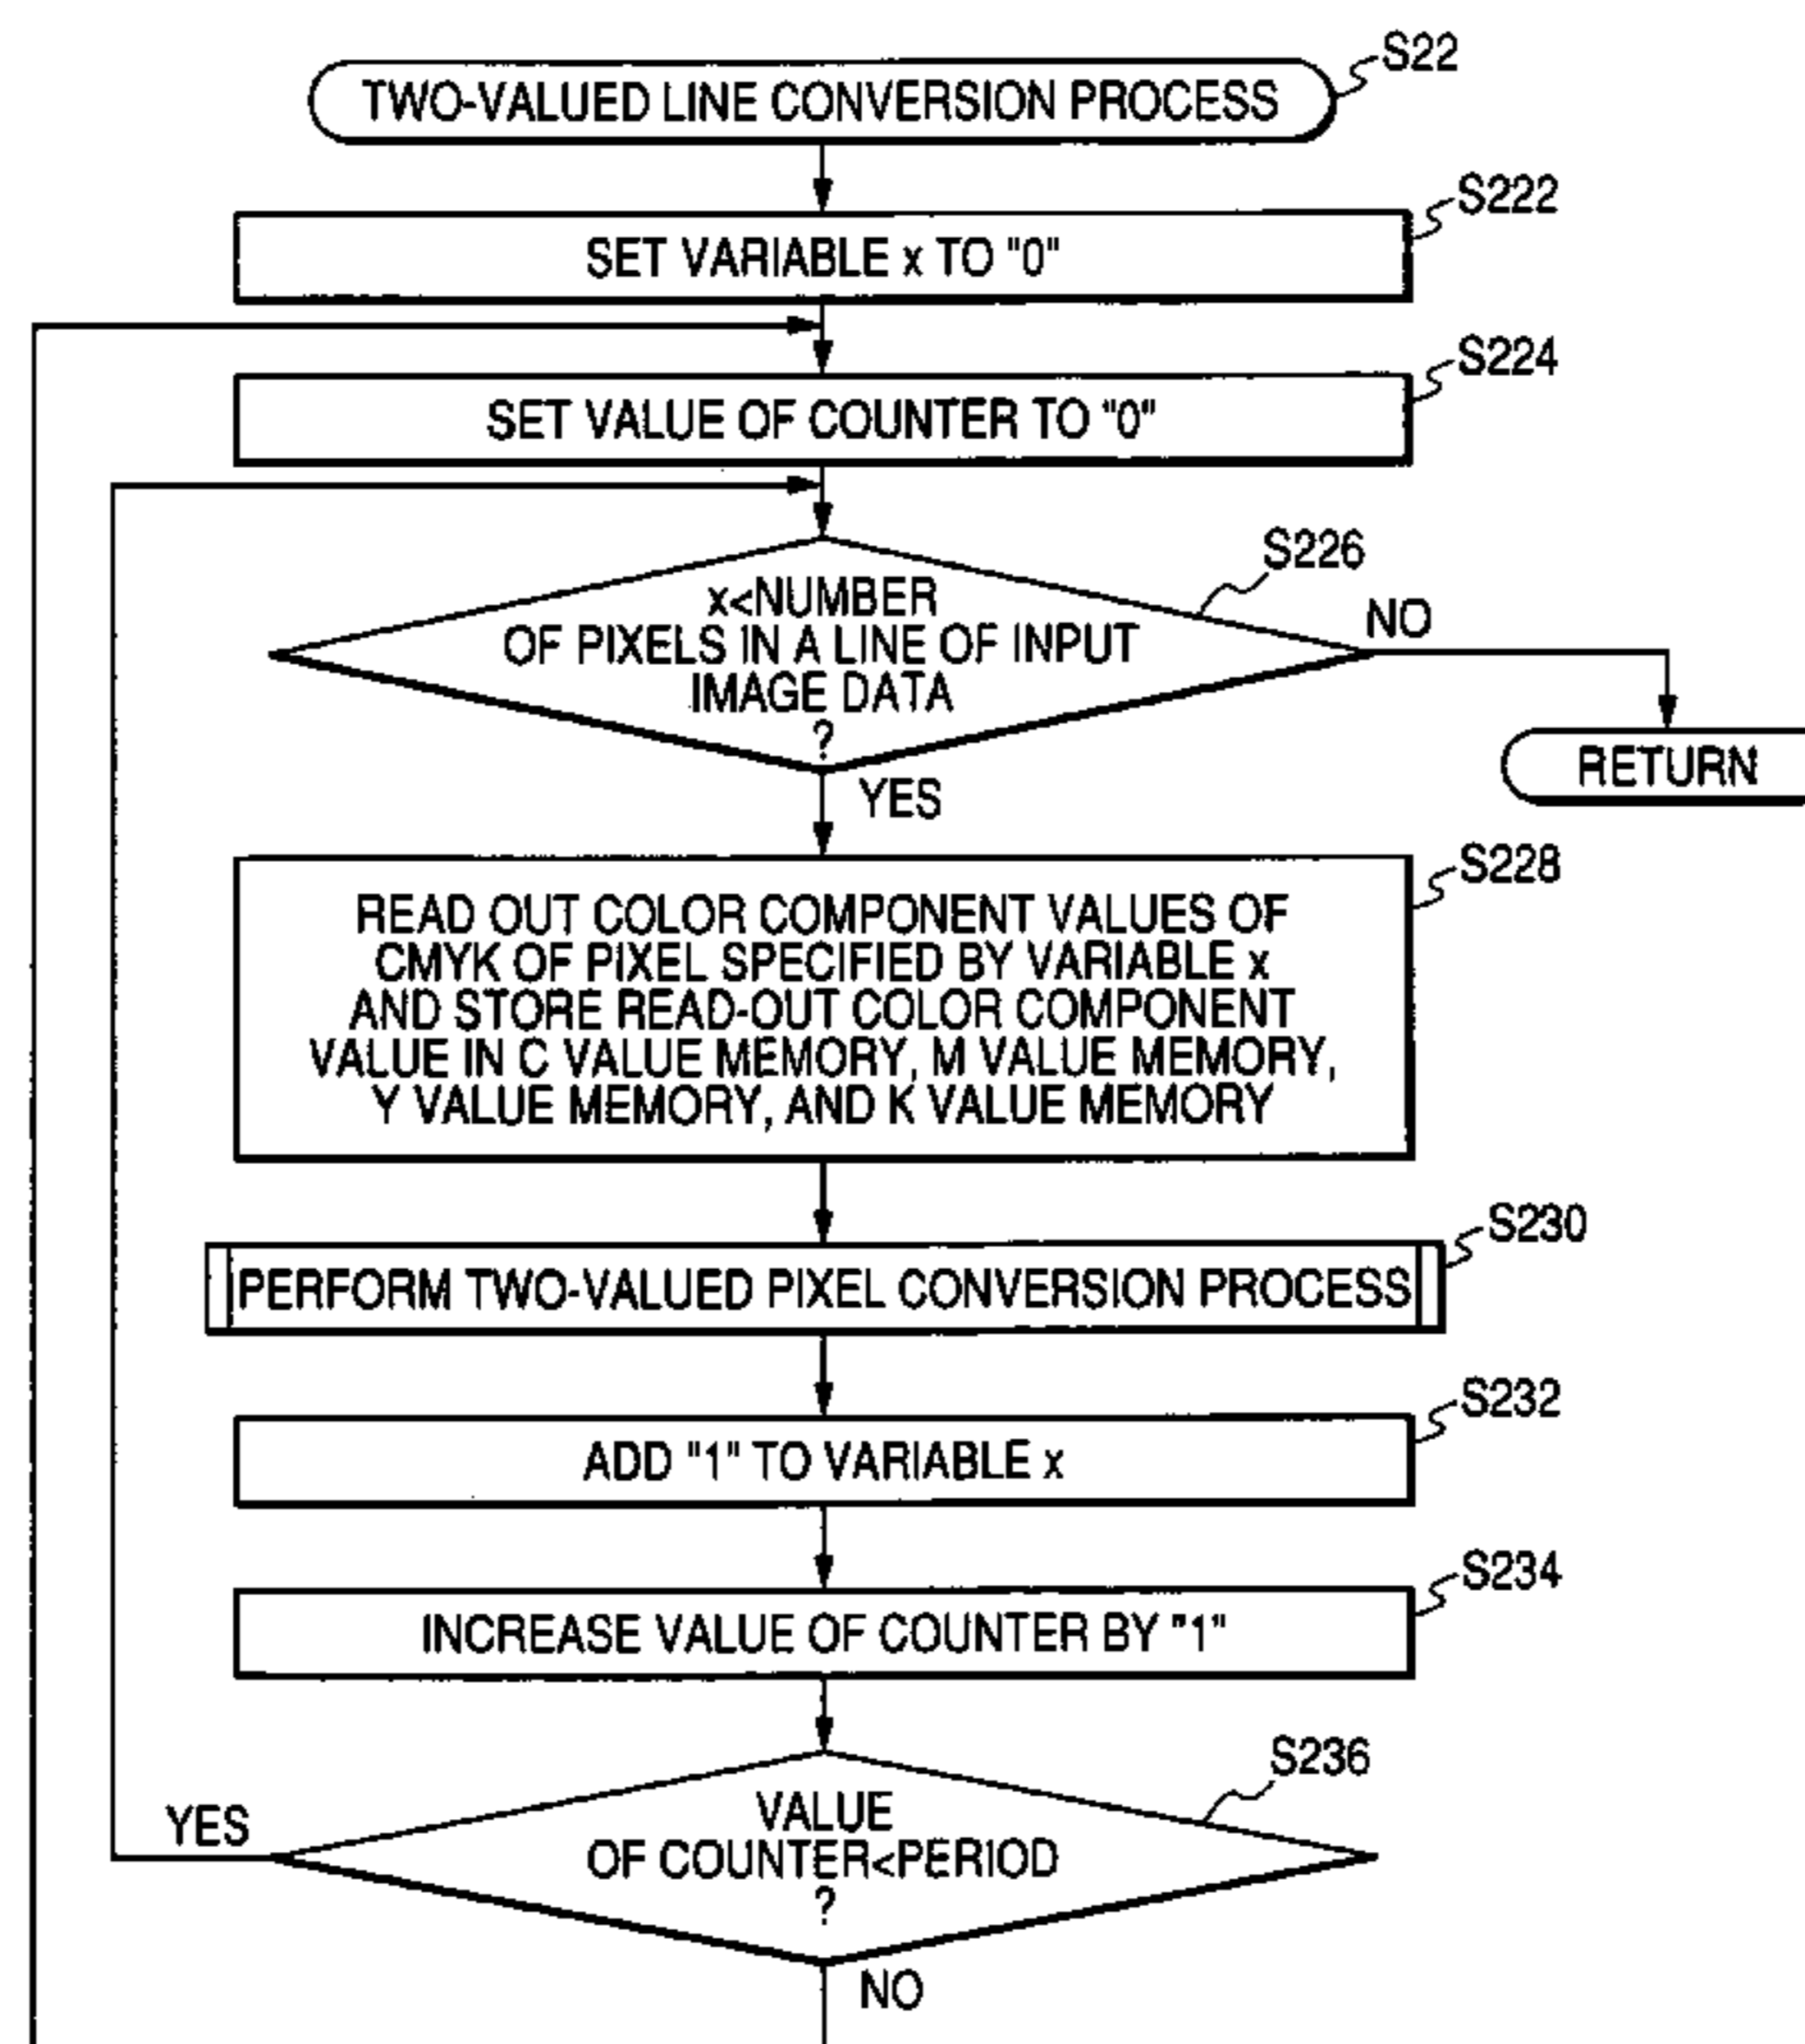 S22
TWO-VALUED LINE CONVERSION PROCESS
S222
SET VARIABLE x TO "0"
S224
SET VALUE OF COUNTER TO "0"
S226
x<NUMBER
OF PIXELS IN A LINE OF INPUT
IMAGE DATA
?
NO
RETURN
YES
S228
READ OUT COLOR COMPONENT VALUES OF
CMYK OF PIXEL SPECIFIED BY VARIABLE x
AND STORE READ-OUT COLOR COMPONENT
VALUE IN C VALUE MEMORY, M VALUE MEMORY,
Y VALUE MEMORY, AND K VALUE MEMORY
S230
PERFORM TWO-VALUED PIXEL CONVERSION PROCESS
S232
ADD "1" TO VARIABLE x
S234
INCREASE VALUE OF COUNTER BY "1"
S236
YES
VALUE
OF COUNTER<PERIOD
?
NO